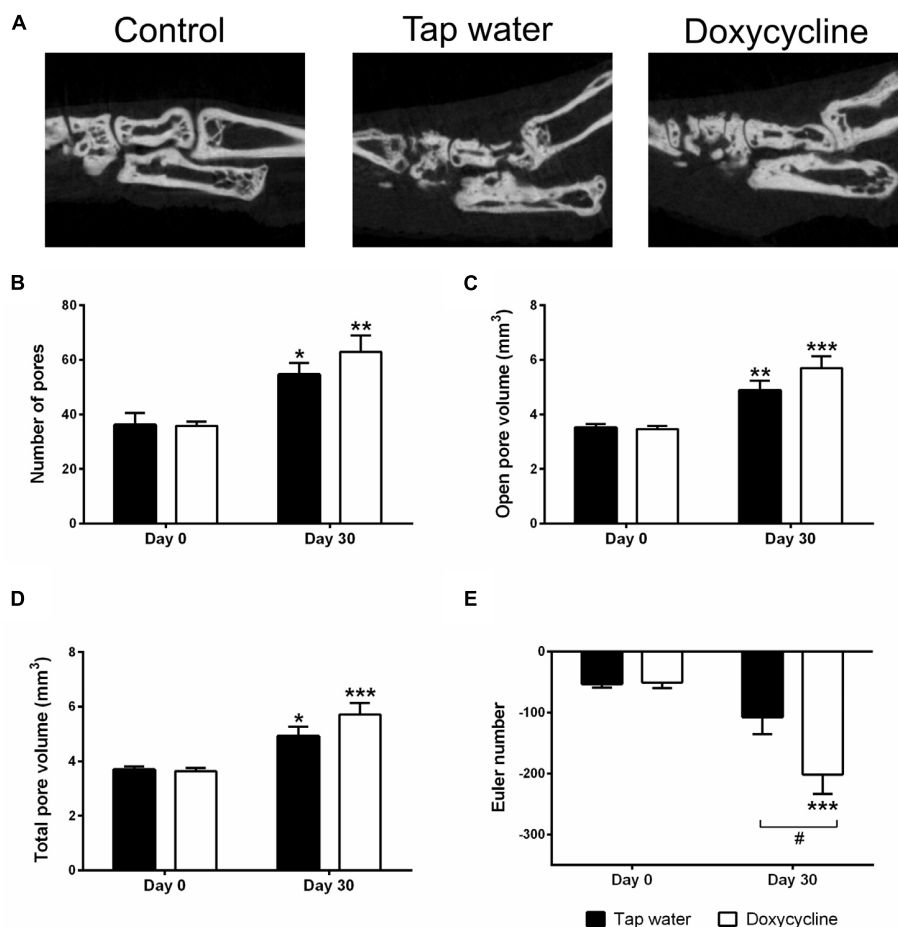 A
Control
Tap water
Doxycycline
B
Number of pores
80
60
40
20
0
*
**
Day 0
Day 30
C
Open pore volume (mm³)
8
6
4
2
0
**
***
Day 0
Day 30
D
Total pore volume (mm³)
8
6
4
2
0
*
***
Day 0
Day 30
E
Euler number
0
-100
-200
-300
***
#
Day 0
Day 30
Tap water
Doxycycline